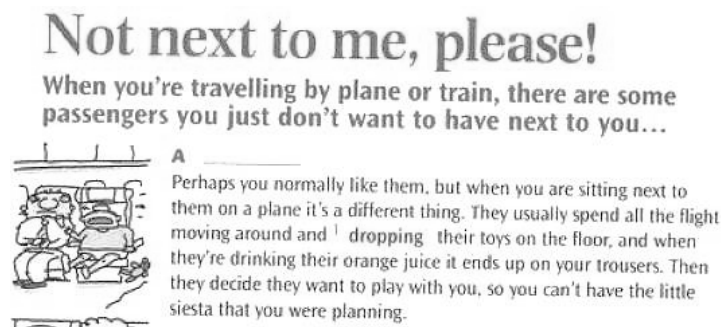 Not next to me, please!
When you're travelling by plane or train, there are some
passengers you just don't want to have next to you...
A ___________
Perhaps you normally like them, but when you are sitting next to
them on a plane it's a different thing. They usually spend all the flight
moving around and ¹ dropping their toys on the floor, and when
they're drinking their orange juice it ends up on your trousers. Then
they decide they want to play with you, so you can't have the little
siesta that you were planning.